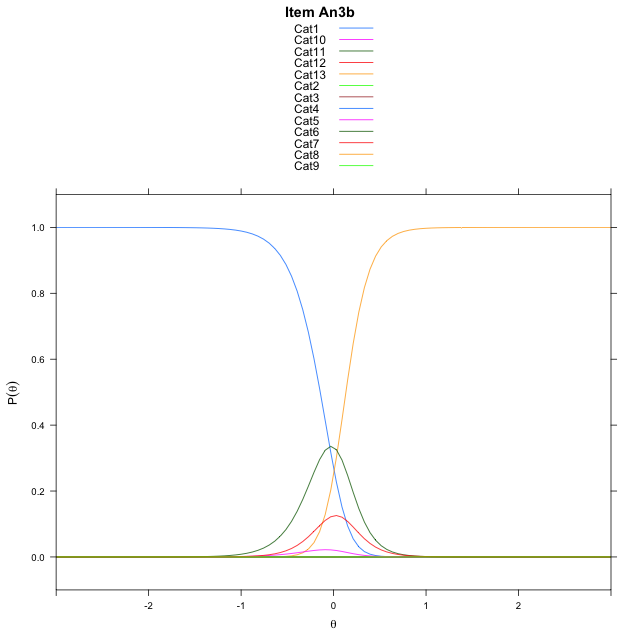 Item An3b
Cat1
Cat10
Cat11
Cat12
Cat13
Cat2
Cat3
Cat4
Cat5
Cat6
Cat7
Cat8
Cat9
1.0
0.8
0.6
0.4
0.2
0.0
P(θ)
-2 -1 0 1 2
θ